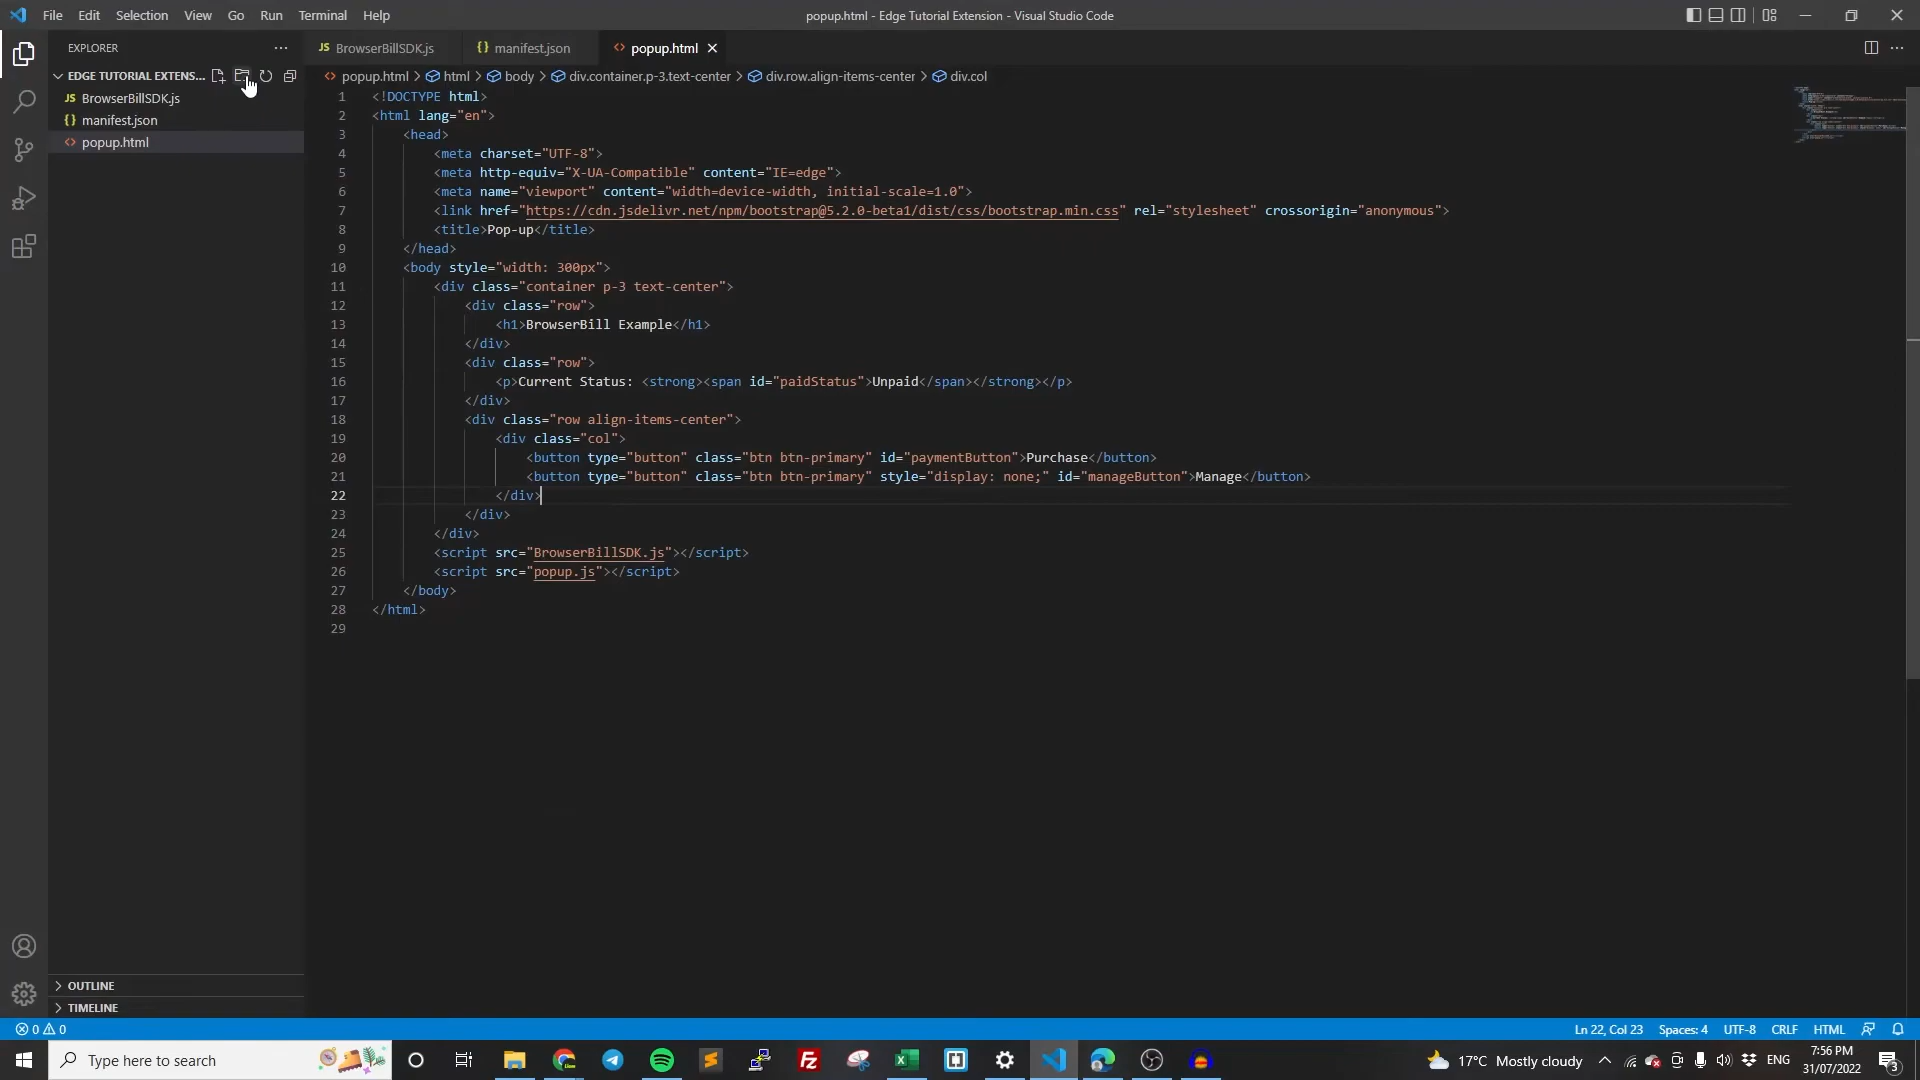 File Edit Selection View Go Run Terminal Help
popup.html - Edge Tutorial Extension - Visual Studio Code
EXPLORER
EDGE TUTORIAL EXTENS...
JS BrowserBillSDK.js
{} manifest.json
<> popup.html
OUTLINE
TIMELINE
JS BrowserBillSDK.js {} manifest.json <> popup.html
<> popup.html > html > body > div.container.p-3.text-center > div.row.align-items-center > div.col
1 <!DOCTYPE html>
2 <html lang="en">
3 <head>
4 <meta charset="UTF-8">
5 <meta http-equiv="X-UA-Compatible" content="IE=edge">
6 <meta name="viewport" content="width=device-width, initial-scale=1.0">
7 <link href="https://cdn.jsdelivr.net/npm/bootstrap@5.2.0-beta1/dist/css/bootstrap.min.css" rel="stylesheet" crossorigin="anonymous">
8 <title>Pop-up</title>
9 </head>
10 <body style="width: 300px">
11 <div class="container p-3 text-center">
12 <div class="row">
13 <h1>BrowserBill Example</h1>
14 </div>
15 <div class="row">
16 <p>Current Status: <strong><span id="paidStatus">Unpaid</span></strong></p>
17 </div>
18 <div class="row align-items-center">
19 <div class="col">
20 <button type="button" class="btn btn-primary" id="paymentButton">Purchase</button>
21 <button type="button" class="btn btn-primary" style="display: none;" id="manageButton">Manage</button>
22 </div>
23 </div>
24 </div>
25 <script src="BrowserBillSDK.js"></script>
26 <script src="popup.js"></script>
27 </body>
28 </html>
29
0 0
Ln 22, Col 23 Spaces: 4 UTF-8 CRLF HTML
Type here to search
17°C Mostly cloudy
ENG
7:56 PM
31/07/2022
3